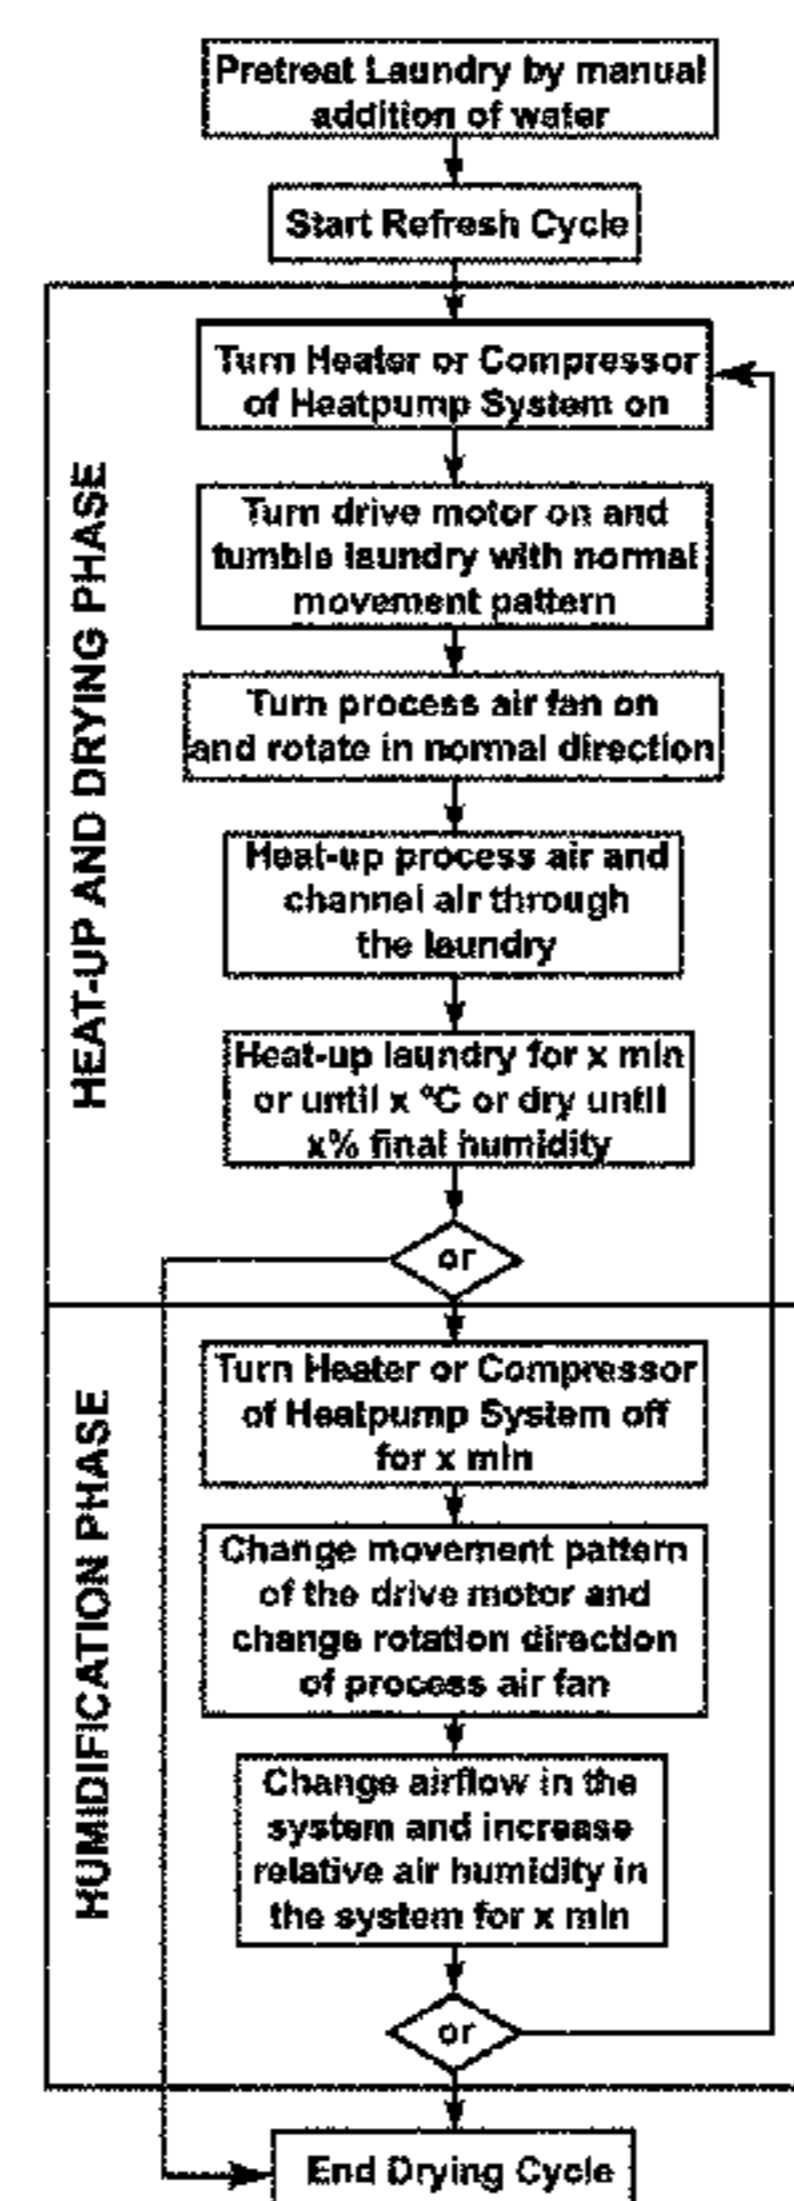 Pretreat Laundry by manual
addition of water
Start Refresh Cycle
HEAT-UP AND DRYING PHASE
Turn Heater or Compressor
of Heatpump System on
Turn drive motor on and
tumble laundry with normal
movement pattern
Turn process air fan on
and rotate in normal direction
Heat-up process air and
channel air through
the laundry
Heat-up laundry for x min
or until x °C or dry until
x% final humidity
or
HUMIDIFICATION PHASE
Turn Heater or Compressor
of Heatpump System off
for x min
Change movement pattern
of the drive motor and
change rotation direction
of process air fan
Change airflow in the
system and increase
relative air humidity in
the system for x min
or
End Drying Cycle